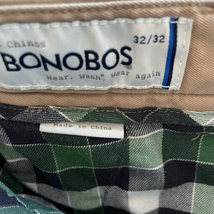 Chinos 32/32
BONOBOS
Wear. Wash. Wear again
Made in China